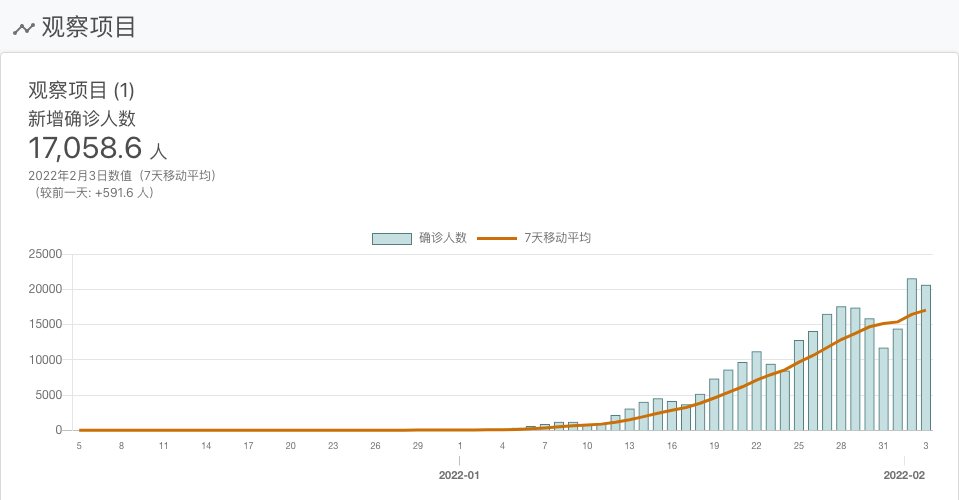 观察项目
观察项目 (1)
新增确诊人数
17,058.6 人
2022年2月3日数值（7天移动平均）
（较前一天: +591.6 人）
确诊人数 7天移动平均
25000
20000
15000
10000
5000
0
5 8 11 14 17 20 23 26 29 1 4 7 10 13 16 19 22 25 28 31 3
2022-01 2022-02